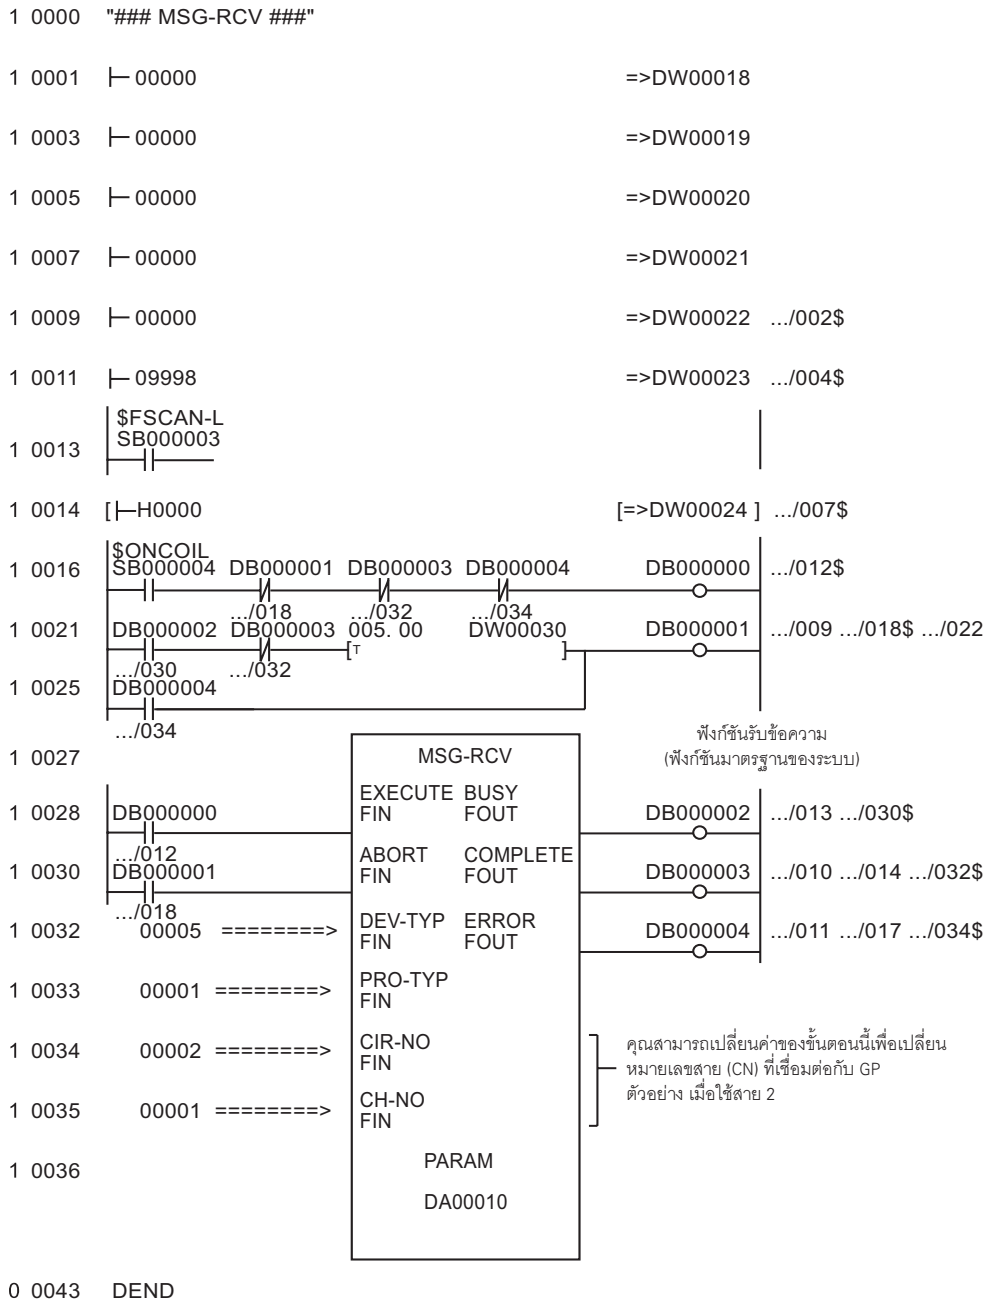 1 0000 "### MSG-RCV ###"
1 0001 00000 =>DW00018
1 0003 00000 =>DW00019
1 0005 00000 =>DW00020
1 0007 00000 =>DW00021
1 0009 00000 =>DW00022 .../002$
1 0011 09998 =>DW00023 .../004$
$FSCAN-L
SB000003
1 0013
1 0014 [ H0000 [=>DW00024 ] .../007$
$ONCOIL
1 0016 SB000004 DB000001 DB000003 DB000004 DB000000 .../012$
.../018 .../032 .../034
1 0021 DB000002 DB000003 005. 00 DW00030 DB000001 .../009 .../018$ .../022
[T ]
.../030 .../032
1 0025 DB000004
.../034
ฟังก์ชันรับข้อความ
(ฟังก์ชันมาตรฐานของระบบ)
1 0027 MSG-RCV
EXECUTE BUSY
1 0028 DB000000 FIN FOUT DB000002 .../013 .../030$
.../012
ABORT COMPLETE
1 0030 DB000001 FIN FOUT DB000003 .../010 .../014 .../032$
.../018
DEV-TYP ERROR
1 0032 00005 ========> FIN FOUT DB000004 .../011 .../017 .../034$
PRO-TYP
1 0033 00001 ========> FIN
CIR-NO
1 0034 00002 ========> FIN
คุณสามารถเปลี่ยนค่าของขั้นตอนนี้เพื่อเปลี่ยน
หมายเลขสาย (CN) ที่เชื่อมต่อกับ GP
ตัวอย่าง เมื่อใช้สาย 2
CH-NO
1 0035 00001 ========> FIN
1 0036 PARAM
DA00010
0 0043 DEND